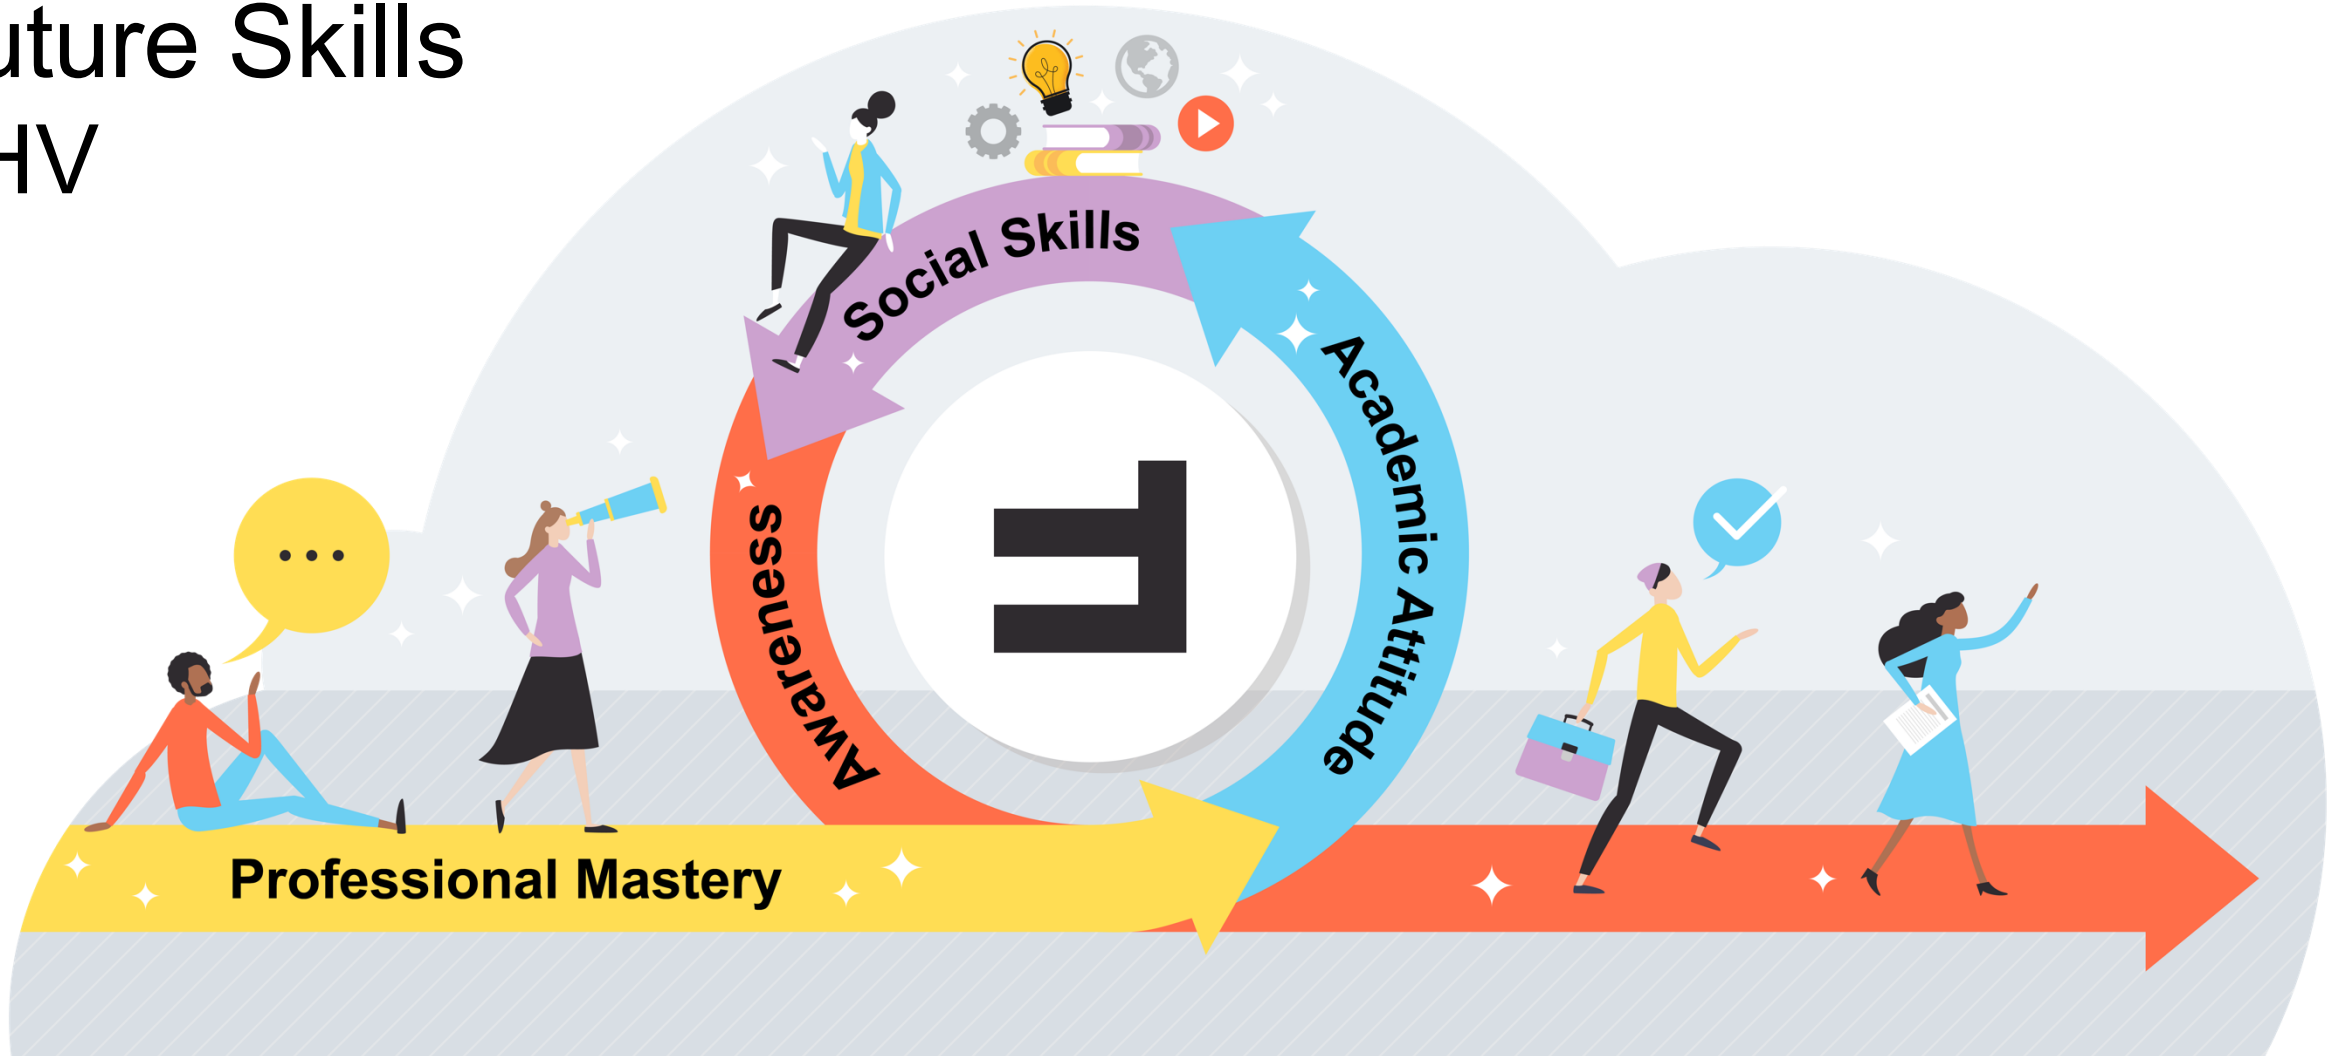 uture Skills
HV
Social Skills
Academic Attitude
Awareness
Professional Mastery